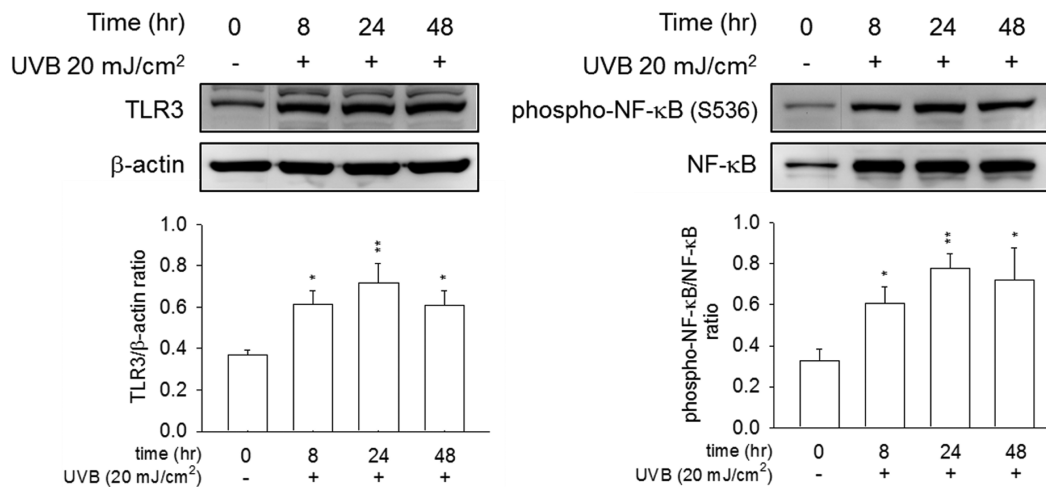 Time (hr) 0 8 24 48
UVB 20 mJ/cm2 - + + +
TLR3
β-actin
1.0
0.8
0.6
0.4
0.2
0.0
TLR3/β-actin ratio
* ** *
time (hr) 0 8 24 48
UVB (20 mJ/cm2) - + + +
Time (hr) 0 8 24 48
UVB 20 mJ/cm2 - + + +
phospho-NF-κB (S536)
NF-κB
1.0
0.8
0.6
0.4
0.2
0.0
phospho-NF-κB/NF-κB
ratio
* ** *
time (hr) 0 8 24 48
UVB (20 mJ/cm2) - + + +